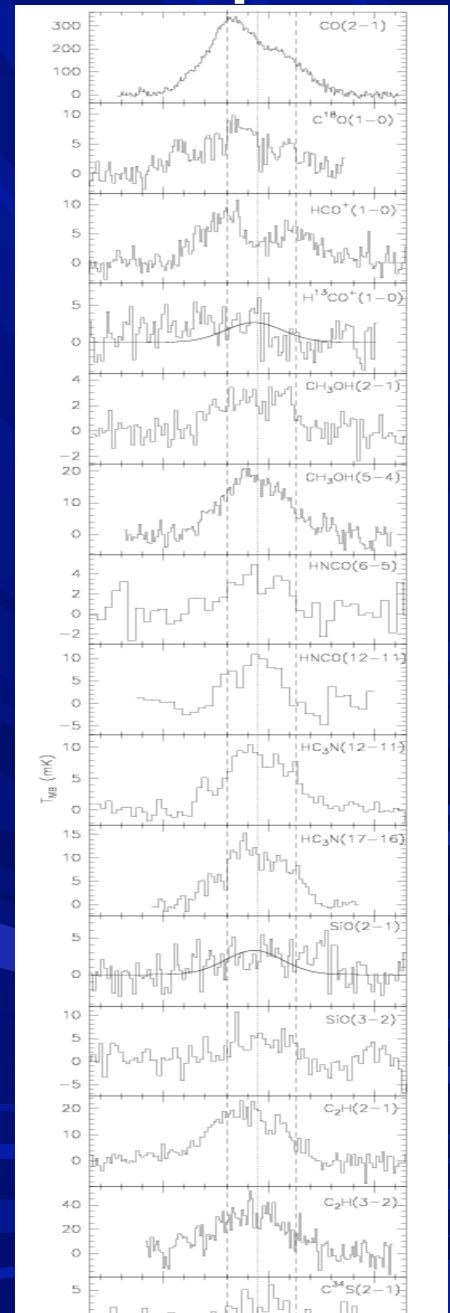 CO(2−1)
300
200
100
0
C¹⁸O(1−0)
10
5
0
HCO⁺(1−0)
10
5
0
H¹³CO⁺(1−0)
5
0
CH₃OH(2−1)
4
2
0
−2
CH₃OH(5−4)
20
10
0
HNCO(6−5)
4
2
0
−2
HNCO(12−11)
10
5
0
−5
HC₃N(12−11)
10
5
0
T_MB (mK)
HC₃N(17−16)
15
10
5
0
SiO(2−1)
5
0
SiO(3−2)
10
5
0
−5
C₂H(2−1)
20
10
0
C₂H(3−2)
40
20
0
C³⁴S(2−1)
5